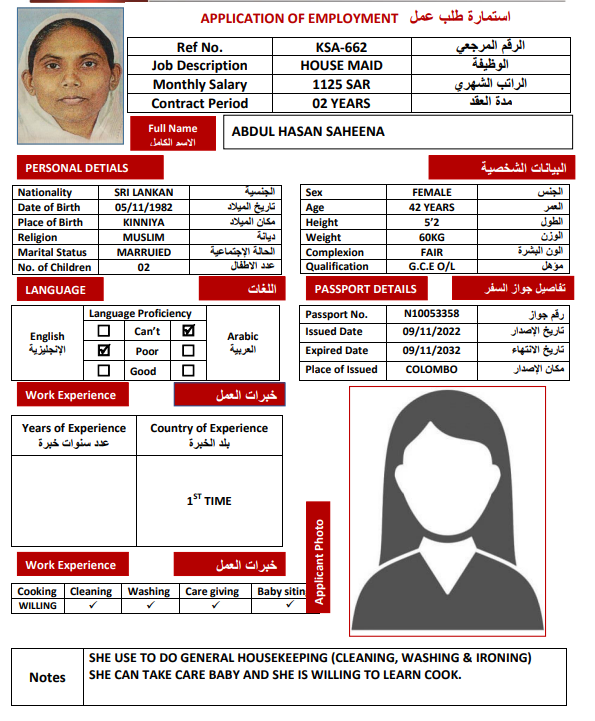 APPLICATION OF EMPLOYMENT استمارة طلب عمل
Ref No. KSA-662 الرقم المرجعي
Job Description HOUSE MAID الوظيفة
Monthly Salary 1125 SAR الراتب الشهري
Contract Period 02 YEARS مدة العقد
Full Name ABDUL HASAN SAHEENA
الاسم الكامل
PERSONAL DETIALS البيانات الشخصية
Nationality SRI LANKAN الجنسية
Date of Birth 05/11/1982 تاريخ الميلاد
Place of Birth KINNIYA مكان الميلاد
Religion MUSLIM ديانة
Marital Status MARRUIED الحالة الإجتماعية
No. of Children 02 عدد الاطفال
Sex FEMALE الجنس
Age 42 YEARS العمر
Height 5’2 الطول
Weight 60KG الوزن
Complexion FAIR الون البشرة
Qualification G.C.E O/L مؤهل
LANGUAGE اللغات
Language Proficiency
English Can’t Arabic
الإنجليزية Poor العربية
Good
PASSPORT DETAILS تفاصيل جواز السفر
Passport No. N10053358 رقم جواز
Issued Date 09/11/2022 تاريخ الإصدار
Expired Date 09/11/2032 تاريخ الانتهاء
Place of Issued COLOMBO مكان الإصدار
Work Experience خبرات العمل
Years of Experience Country of Experience
عدد سنوات خبرة بلد الخبرة
1ST TIME
Applicant Photo
Work Experience خبرات العمل
Cooking Cleaning Washing Care giving Baby siting
WILLING ✓ ✓ ✓ ✓
Notes
SHE USE TO DO GENERAL HOUSEKEEPING (CLEANING, WASHING & IRONING)
SHE CAN TAKE CARE BABY AND SHE IS WILLING TO LEARN COOK.